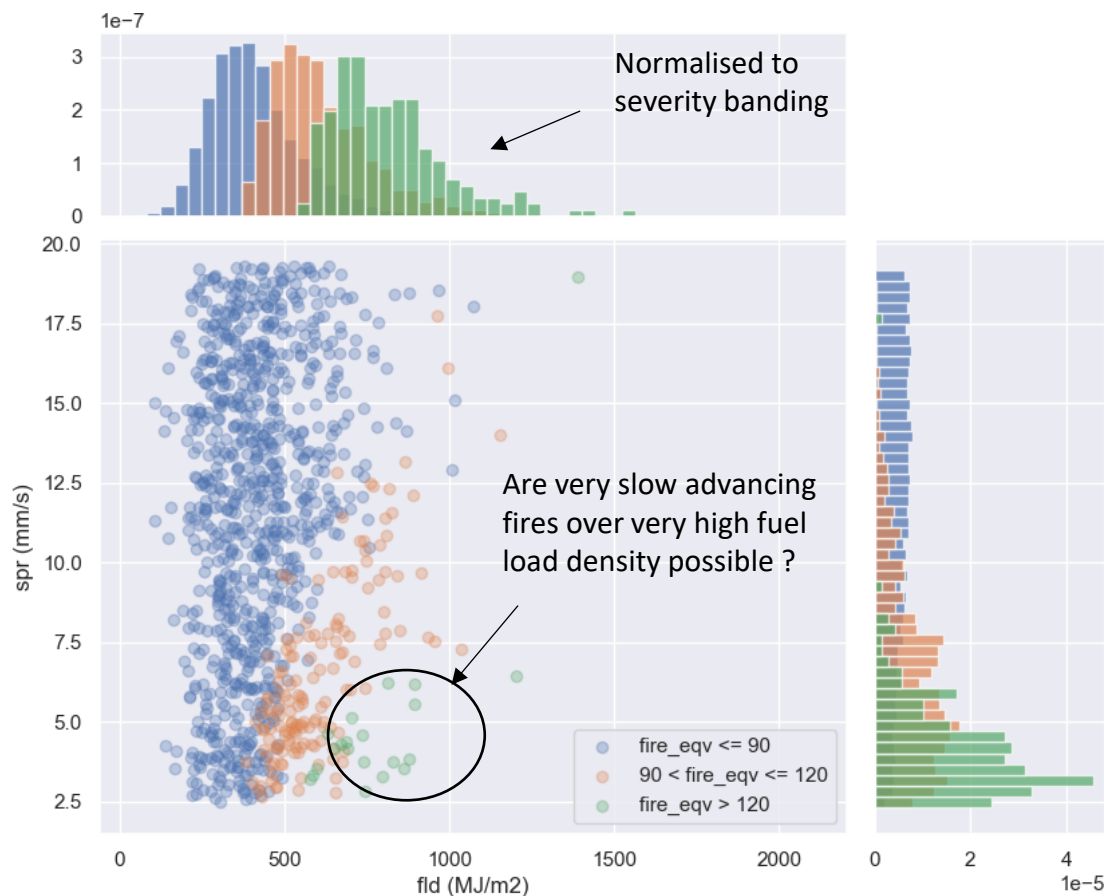 1e−7
3
2
1
0
Normalised to
severity banding
20.0
17.5
15.0
12.5
10.0
7.5
5.0
2.5
spr (mm/s)
Are very slow advancing
fires over very high fuel
load density possible ?
fire_eqv <= 90
90 < fire_eqv <= 120
fire_eqv > 120
0
500
1000
1500
2000
fld (MJ/m2)
0
2
4
1e−5